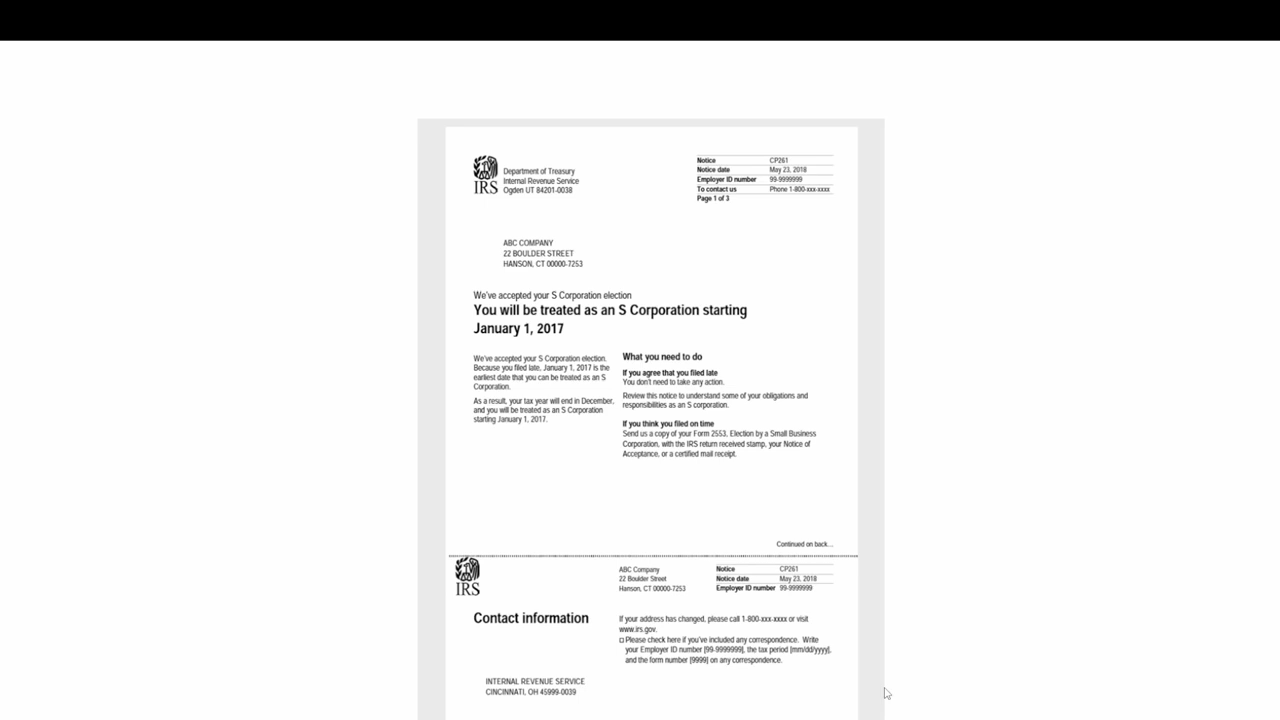 IRS
Department of Treasury
Internal Revenue Service
Ogden UT 84201-0038
Notice CP261
Notice date May 23, 2018
Employer ID number 99-9999999
To contact us Phone 1-800-xxx-xxxx
Page 1 of 3
ABC COMPANY
22 BOULDER STREET
HANSON, CT 00000-7253
We've accepted your S Corporation election
You will be treated as an S Corporation starting
January 1, 2017
We've accepted your S Corporation election.
Because you filed late, January 1, 2017 is the
earliest date that you can be treated as an S
Corporation.
As a result, your tax year will end in December,
and you will be treated as an S Corporation
starting January 1, 2017.
What you need to do
If you agree that you filed late
You don't need to take any action.
Review this notice to understand some of your obligations and
responsibilities as an S corporation.
If you think you filed on time
Send us a copy of your Form 2553, Election by a Small Business
Corporation, with the IRS return received stamp, your Notice of
Acceptance, or a certified mail receipt.
Continued on back...
IRS
ABC Company
22 Boulder Street
Hanson, CT 00000-7253
Notice CP261
Notice date May 23, 2018
Employer ID number 99-9999999
Contact information
If your address has changed, please call 1-800-xxx-xxxx or visit
www.irs.gov.
Please check here if you've included any correspondence. Write
your Employer ID number [99-9999999], the tax period [mm/dd/yyyy],
and the form number [9999] on any correspondence.
INTERNAL REVENUE SERVICE
CINCINNATI, OH 45999-0039